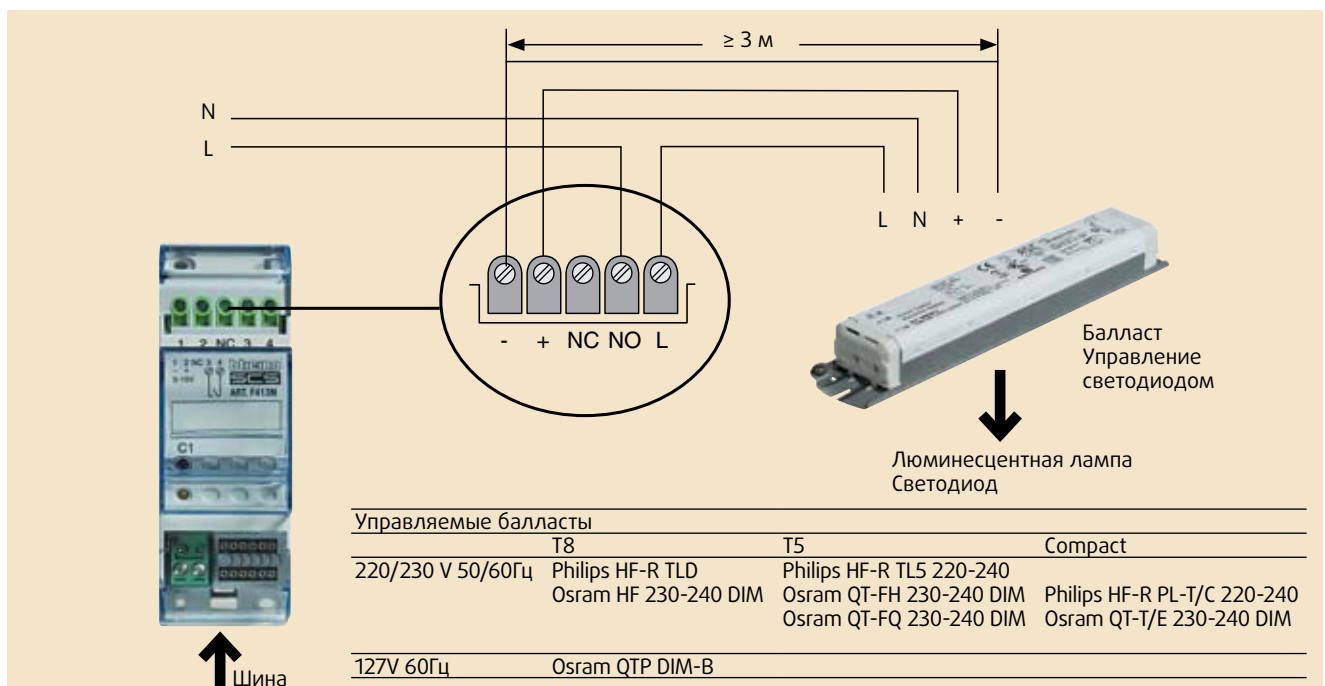 ≥ 3 м
N
L
L N + -
- + NC NO L
1 2 NC 3 4
1 2 NC 3 4
- +
0-10V
bticino
SCS
ART. F413N
C1
Балласт
Управление
светодиодом
Люминесцентная лампа
Светодиод
Управляемые балласты
T8 T5 Compact
220/230 V 50/60Гц Philips HF-R TLD Philips HF-R TL5 220-240
Osram HF 230-240 DIM Osram QT-FH 230-240 DIM Philips HF-R PL-T/C 220-240
Osram QT-FQ 230-240 DIM Osram QT-T/E 230-240 DIM
127V 60Гц Osram QTP DIM-B
Шина